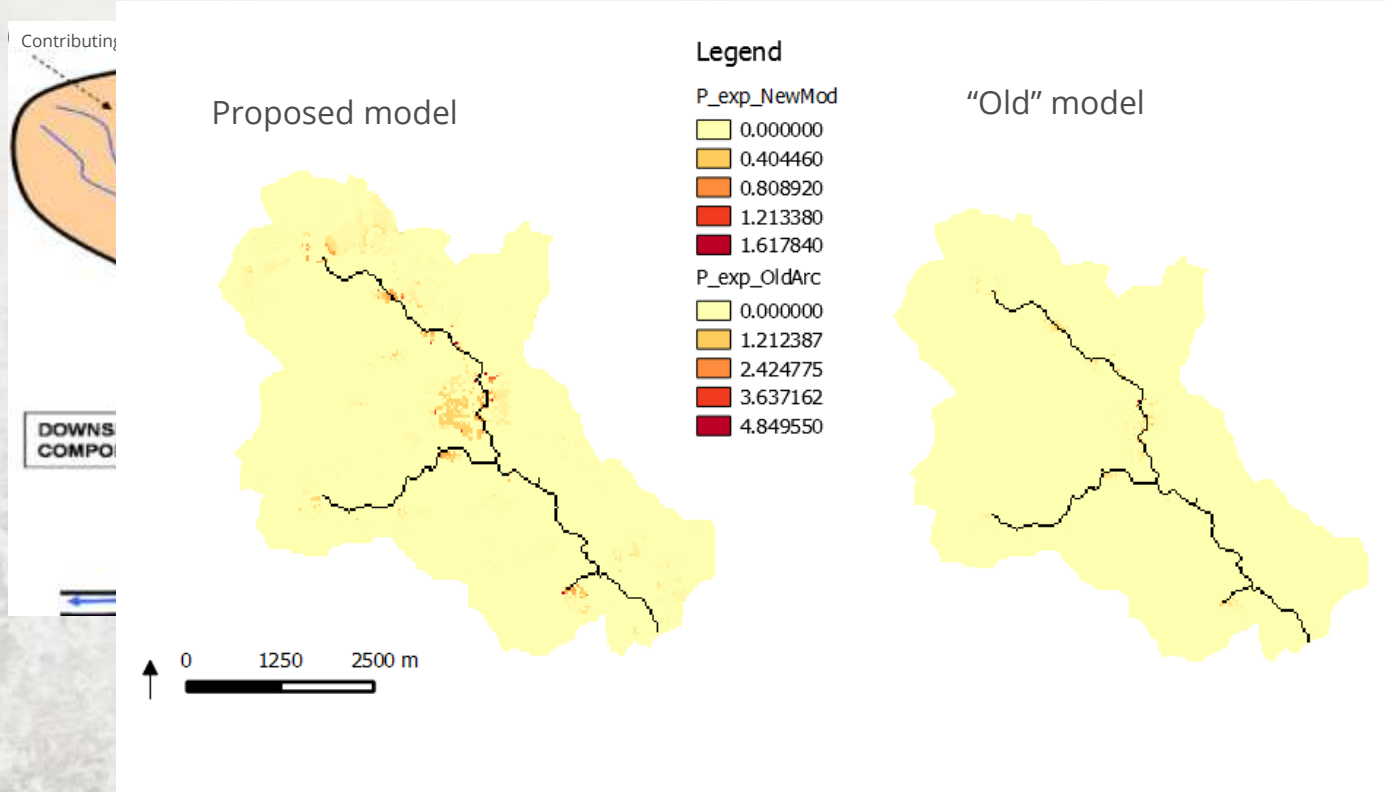 Contributing
DOWNS
COMPO
Proposed model
Legend
P_exp_NewMod
0.000000
0.404460
0.808920
1.213380
1.617840
P_exp_OldArc
0.000000
1.212387
2.424775
3.637162
4.849550
“Old” model
0 1250 2500 m